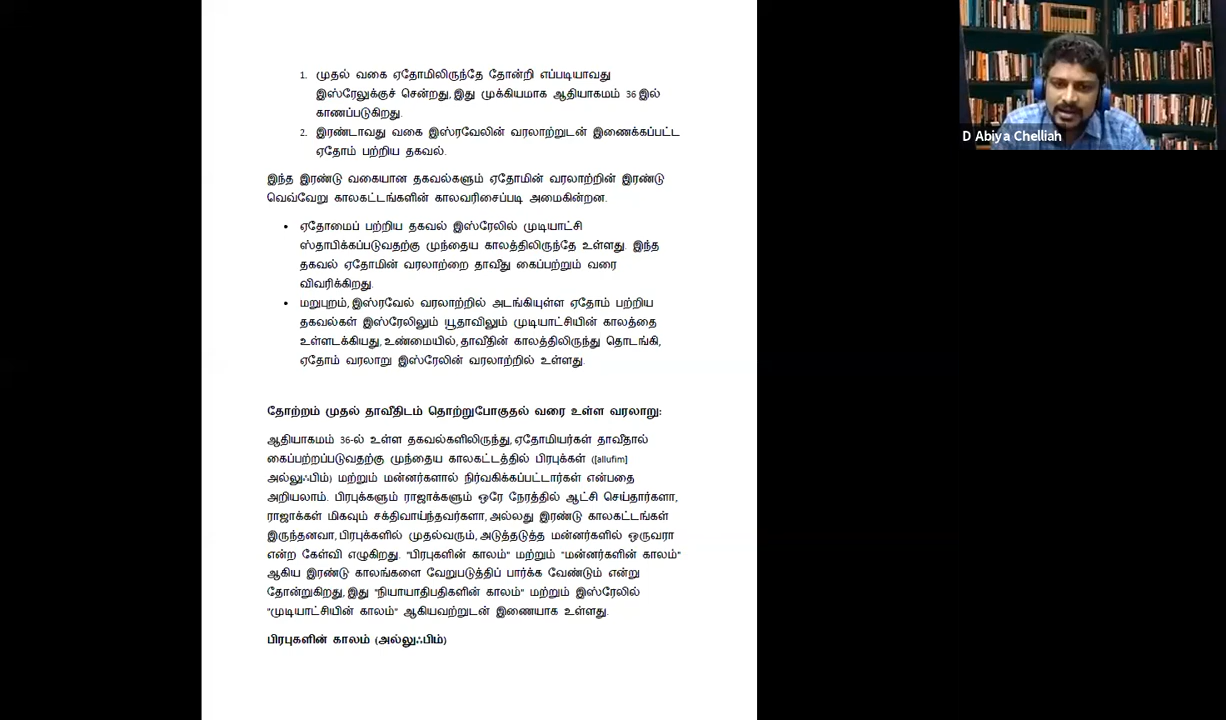 1. முதல் வகை ஏதோமிலிருந்தே தோன்றி எப்படியாவது
இஸ்ரேலுக்குச் சென்றது, இது முக்கியமாக ஆதியாகமம் 36 இல்
காணப்படுகிறது.
2. இரண்டாவது வகை இஸ்ரவேலின் வரலாற்றுடன் இணைக்கப்பட்ட
ஏதோம் பற்றிய தகவல்.
இந்த இரண்டு வகையான தகவல்களும் ஏதோமின் வரலாற்றின் இரண்டு
வெவ்வேறு காலகட்டங்களின் காலவரிசைப்படி அமைகின்றன.
• ஏதோமைப் பற்றிய தகவல் இஸ்ரேலில் முடியாட்சி
ஸ்தாபிக்கப்படுவதற்கு முந்தைய காலத்திலிருந்தே உள்ளது. இந்த
தகவல் ஏதோமின் வரலாற்றை தாவீது கைப்பற்றும் வரை
விவரிக்கிறது.
• மறுபுறம், இஸ்ரவேல் வரலாற்றில் அடங்கியுள்ள ஏதோம் பற்றிய
தகவல்கள் இஸ்ரேலிலும் யூதாவிலும் முடியாட்சியின் காலத்தை
உள்ளடக்கியது, உண்மையில், தாவீதின் காலத்திலிருந்து தொடங்கி,
ஏதோம் வரலாறு இஸ்ரேலின் வரலாற்றில் உள்ளது.
தோற்றம் முதல் தாவீதிடம் தொற்றுபோகுதல் வரை உள்ள வரலாறு:
ஆதியாகமம் 36-ல் உள்ள தகவல்களிலிருந்து, ஏதோமியர்கள் தாவீதால்
கைப்பற்றப்படுவதற்கு முந்தைய காலகட்டத்தில் பிரபுக்கள் ([allufim]
அல்லுஃபிம்) மற்றும் மன்னர்களால் நிர்வகிக்கப்பட்டார்கள் என்பதை
அறியலாம். பிரபுக்களும் ராஜாக்களும் ஒரே நேரத்தில் ஆட்சி செய்தார்களா,
ராஜாக்கள் மிகவும் சக்திவாய்ந்தவர்களா, அல்லது இரண்டு காலகட்டங்கள்
இருந்தனவா, பிரபுக்களில் முதல்வரும், அடுத்தடுத்த மன்னர்களில் ஒருவரா
என்ற கேள்வி எழுகிறது. "பிரபுகளின் காலம்" மற்றும் "மன்னர்களின் காலம்"
ஆகிய இரண்டு காலங்களை வேறுபடுத்திப் பார்க்க வேண்டும் என்று
தோன்றுகிறது, இது "நியாயாதிபதிகளின் காலம்" மற்றும் இஸ்ரேலில்
"முடியாட்சியின் காலம்" ஆகியவற்றுடன் இணையாக உள்ளது.
பிரபுகளின் காலம் (அல்லுஃபிம்)
D Abiya Chelliah